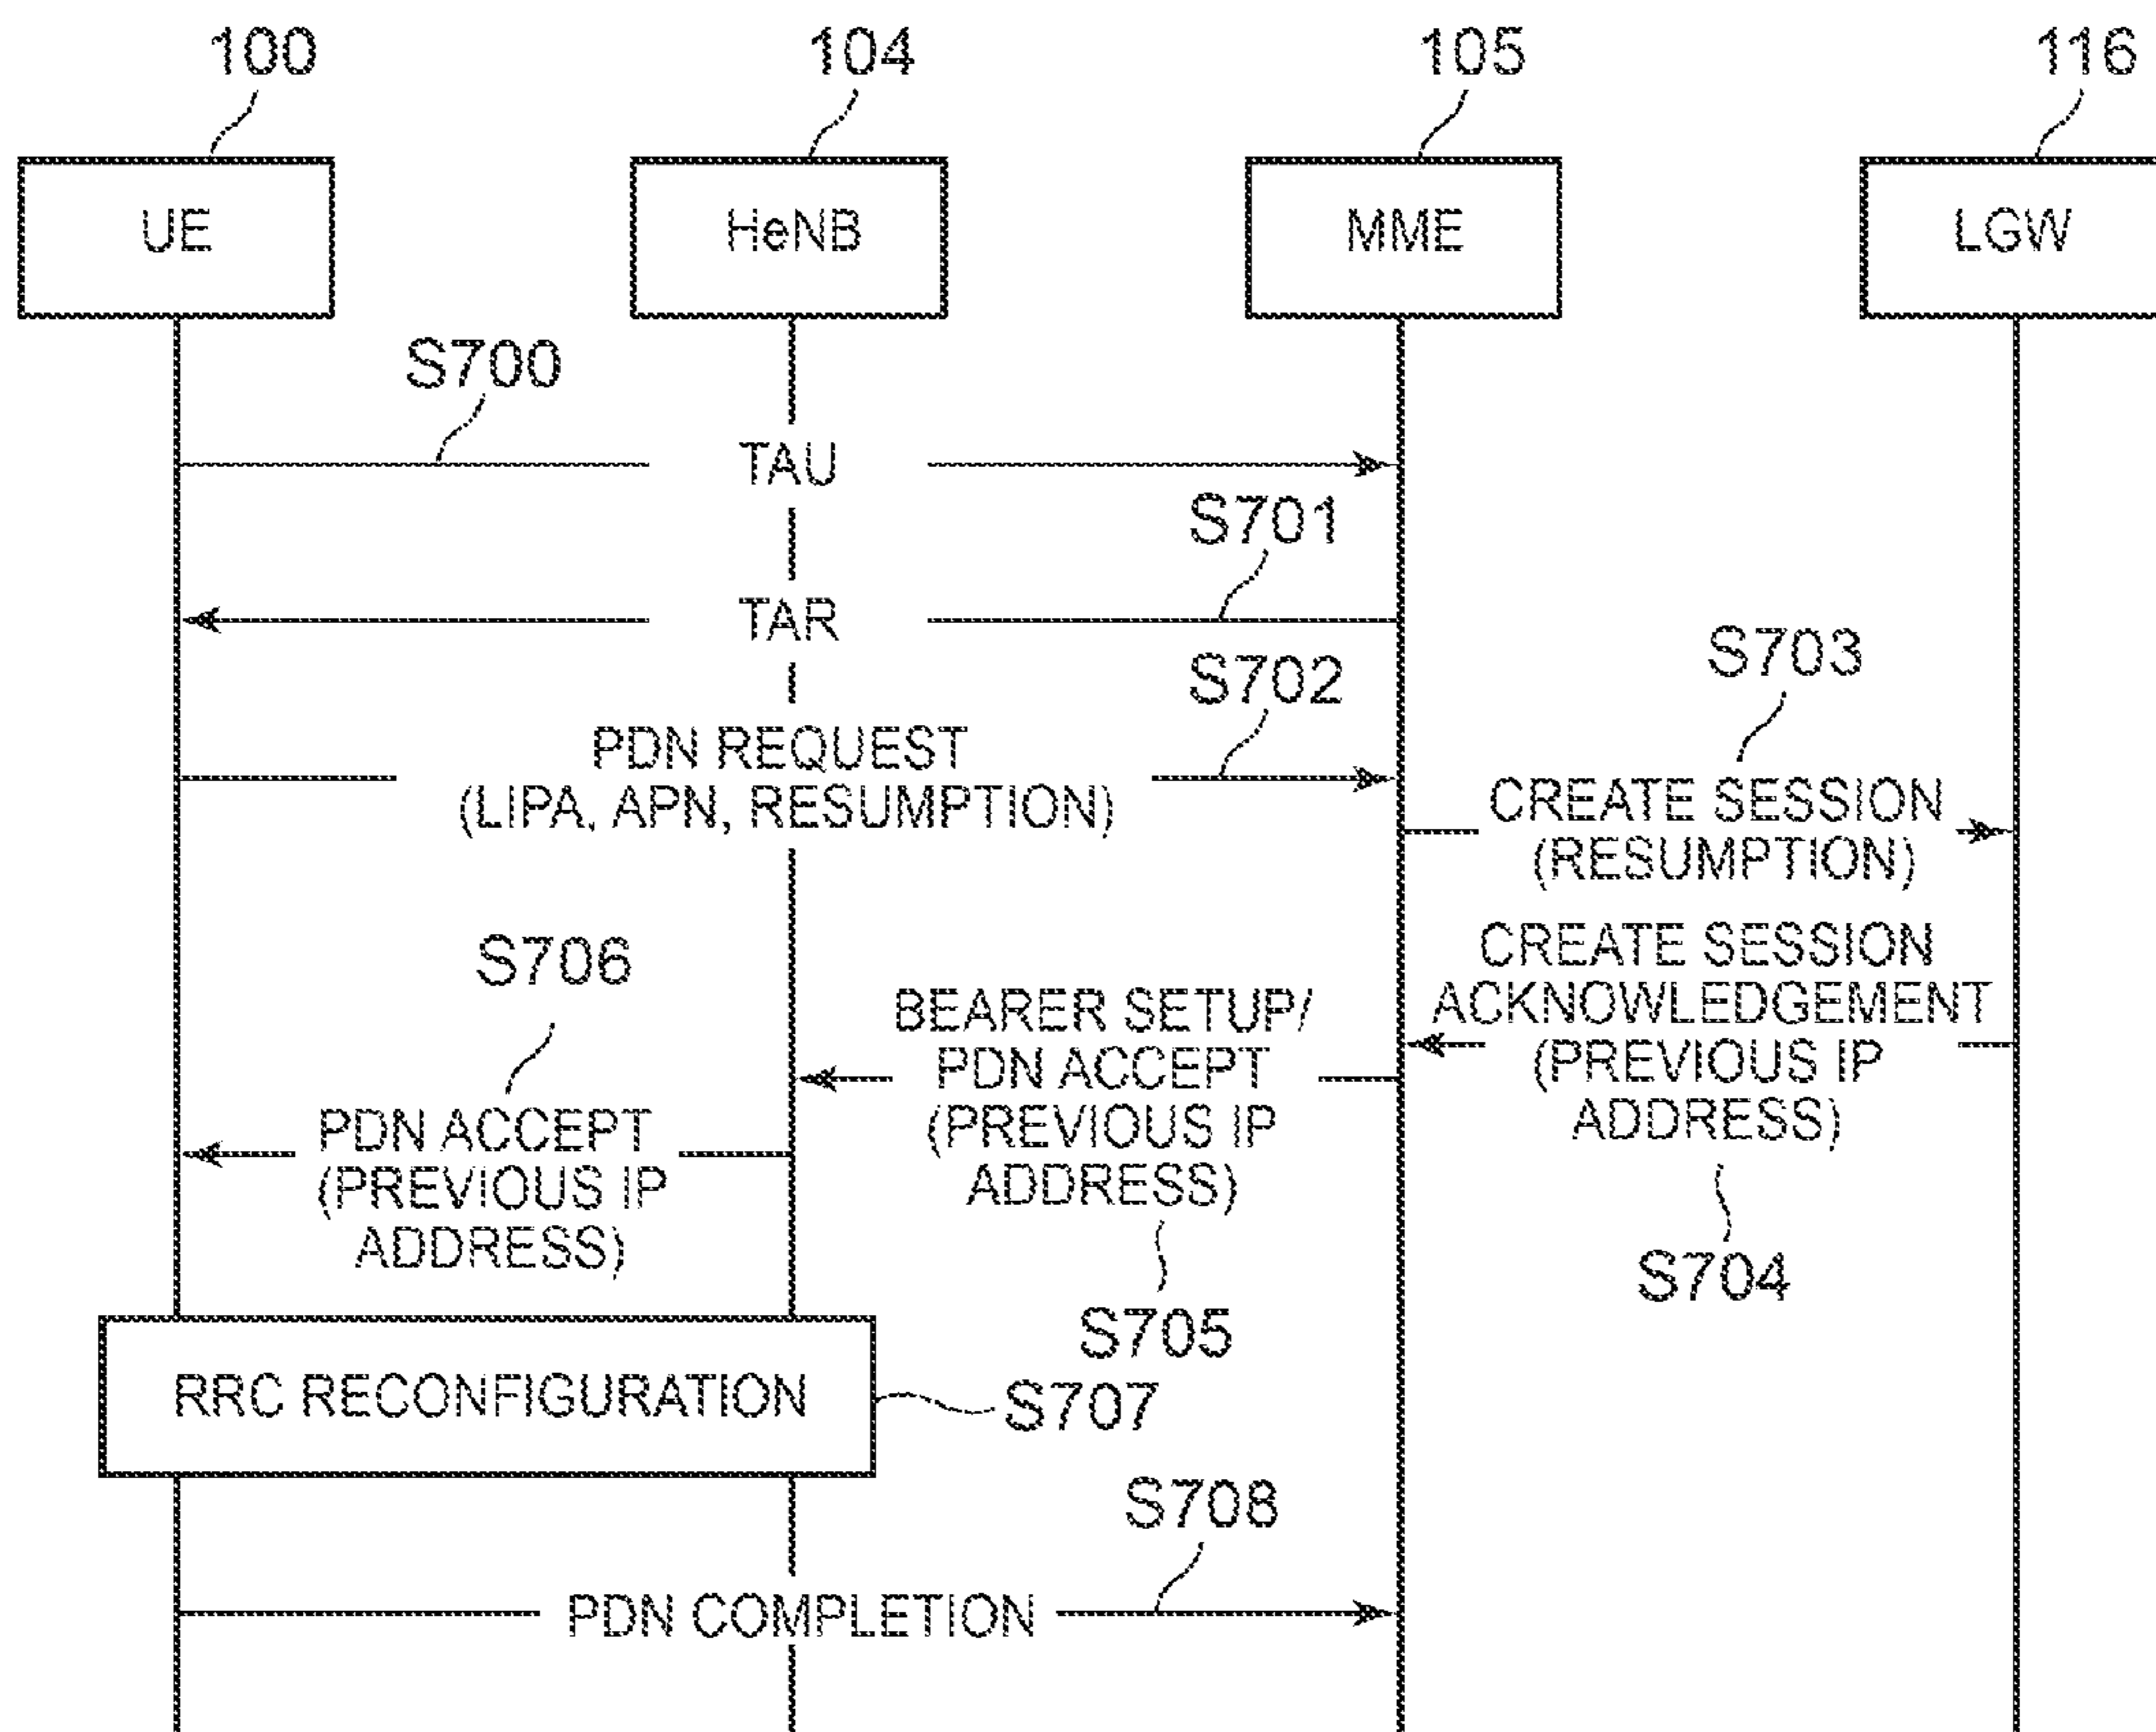 100
104
105
116
UE
HeNB
MME
LGW
S700
TAU
S701
TAR
S702
PDN REQUEST
(LIPA, APN, RESUMPTION)
S703
CREATE SESSION
(RESUMPTION)
CREATE SESSION
ACKNOWLEDGEMENT
(PREVIOUS IP
ADDRESS)
S704
BEARER SETUP/
PDN ACCEPT
(PREVIOUS IP
ADDRESS)
S705
S706
PDN ACCEPT
(PREVIOUS IP
ADDRESS)
RRC RECONFIGURATION
S707
S708
PDN COMPLETION